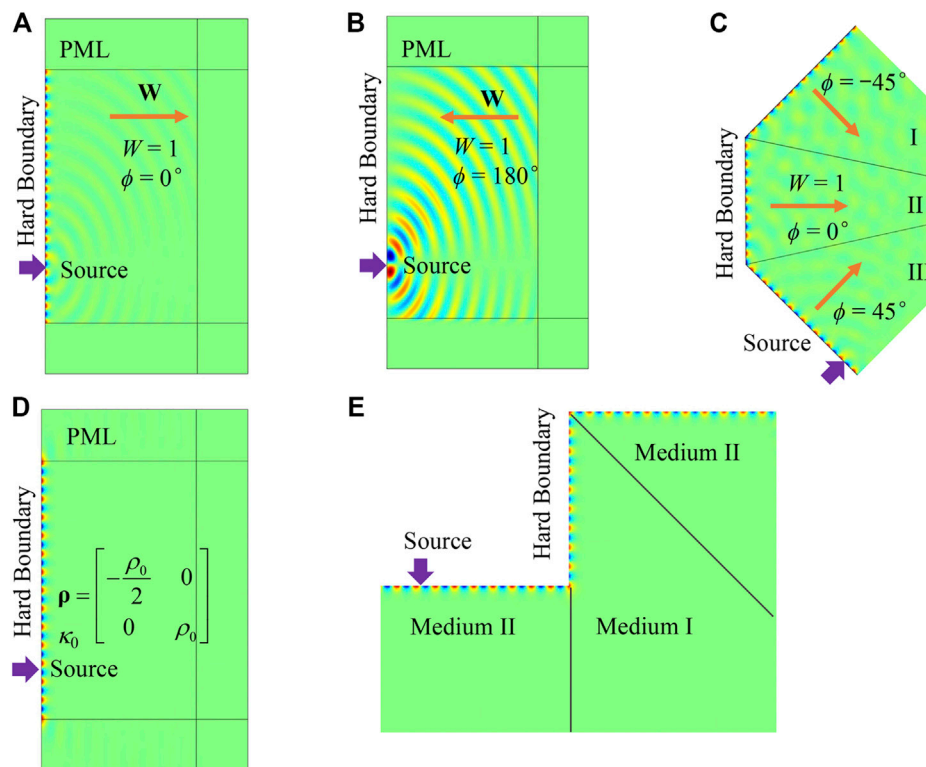 A
PML
Hard Boundary
W
W = 1
ϕ = 0°
Source
B
PML
Hard Boundary
W
W = 1
ϕ = 180°
Source
C
Hard Boundary
ϕ = −45°
I
W = 1
ϕ = 0°
II
III
ϕ = 45°
Source
D
PML
Hard Boundary
ρ = [ −ρ₀/2 0
0 ρ₀ ]
κ₀
Source
E
Hard Boundary
Medium II
Source
Medium II
Medium I